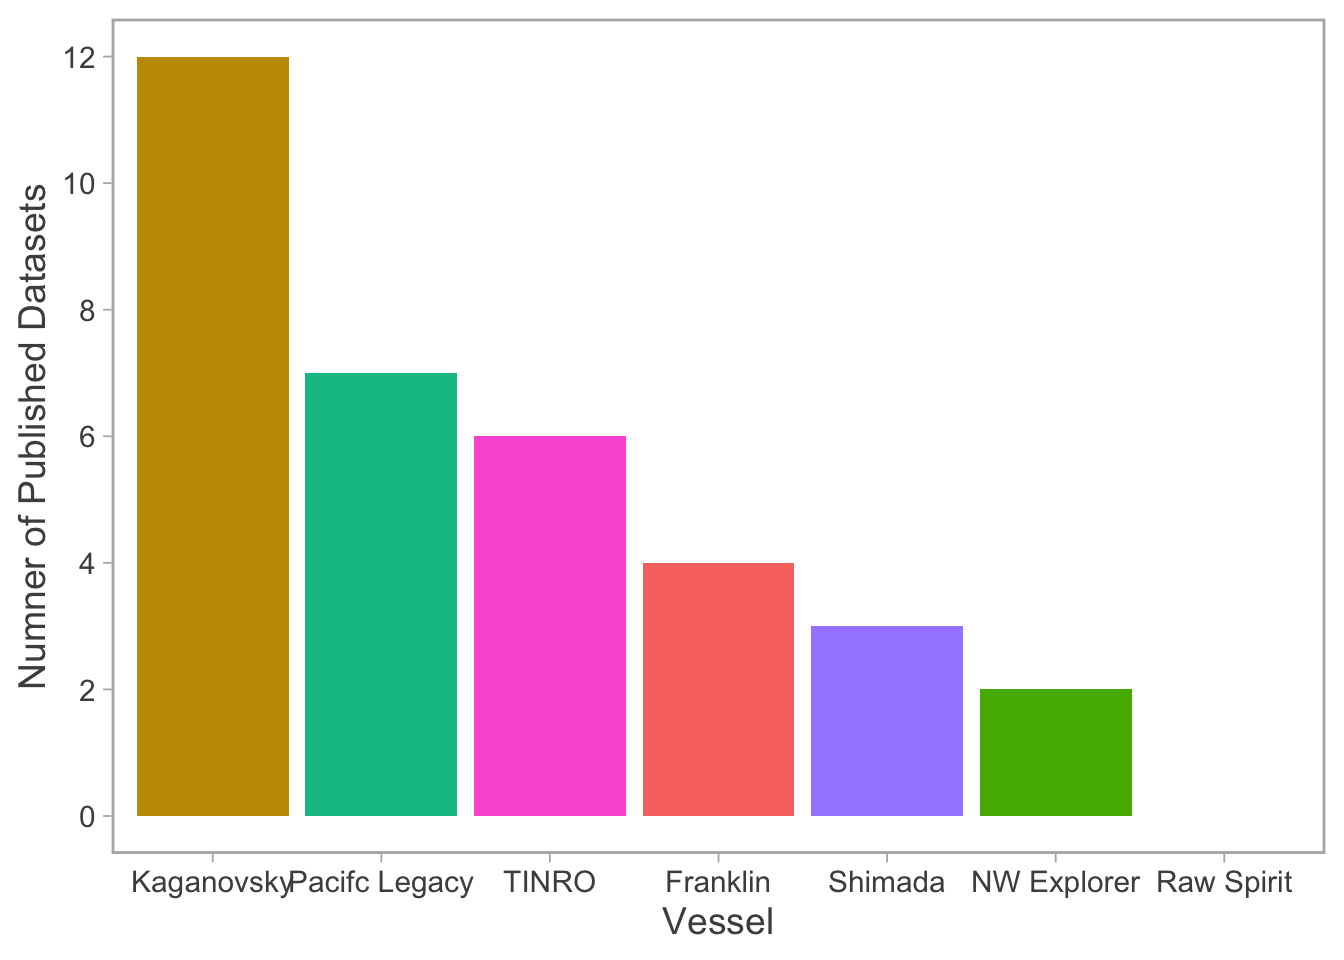 Numner of Published Datasets
12
10
8
6
4
2
0
Kaganovsky Pacifc Legacy TINRO Franklin Shimada NW Explorer Raw Spirit
Vessel